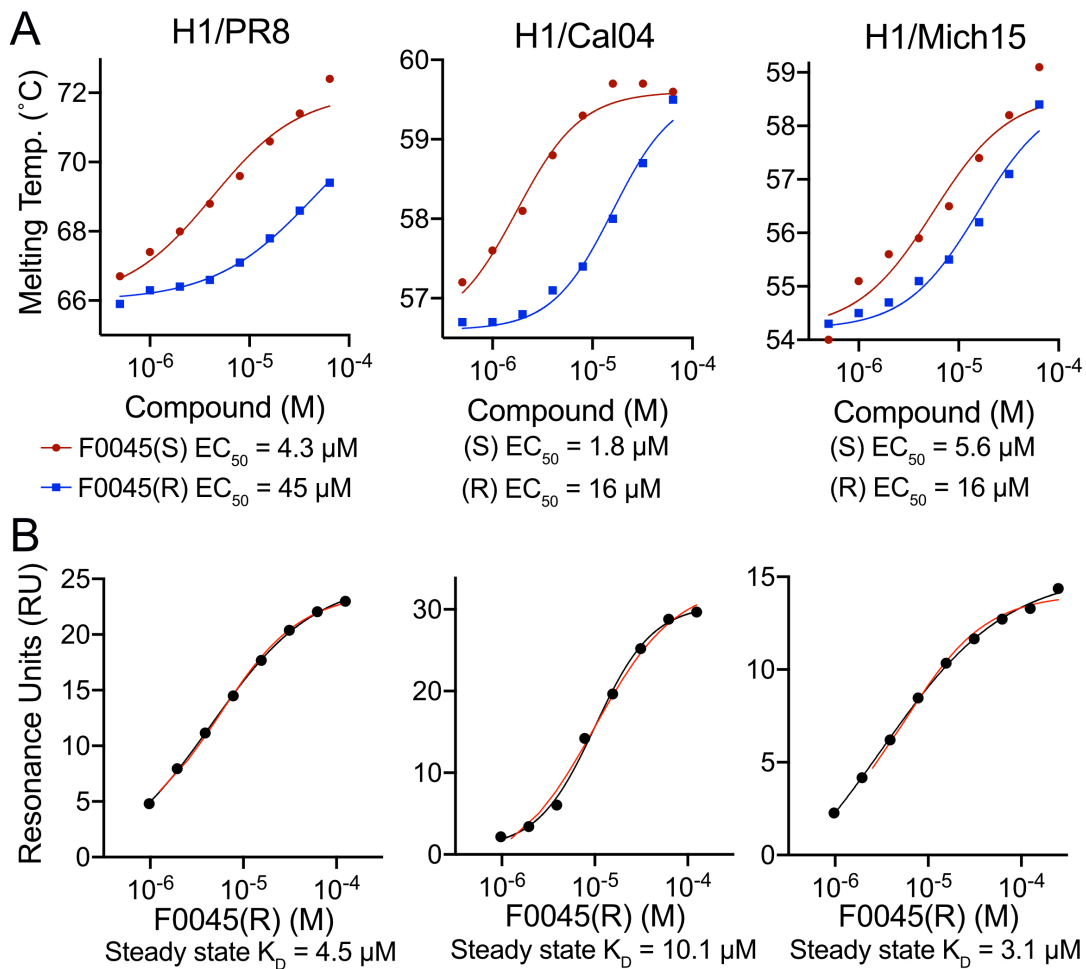 A
H1/PR8
H1/Cal04
H1/Mich15
Melting Temp. (˚C)
72
70
68
66
60
59
58
57
59
58
57
56
55
54
10⁻⁶ 10⁻⁵ 10⁻⁴
10⁻⁶ 10⁻⁵ 10⁻⁴
10⁻⁶ 10⁻⁵ 10⁻⁴
Compound (M)
Compound (M)
Compound (M)
F0045(S) EC₅₀ = 4.3 µM
(S) EC₅₀ = 1.8 µM
(S) EC₅₀ = 5.6 µM
F0045(R) EC₅₀ = 45 µM
(R) EC₅₀ = 16 µM
(R) EC₅₀ = 16 µM
B
Resonance Units (RU)
25
20
15
10
5
0
30
20
10
0
15
10
5
0
10⁻⁶ 10⁻⁵ 10⁻⁴
10⁻⁶ 10⁻⁵ 10⁻⁴
10⁻⁶ 10⁻⁵ 10⁻⁴
F0045(R) (M)
F0045(R) (M)
F0045(R) (M)
Steady state K_D = 4.5 µM
Steady state K_D = 10.1 µM
Steady state K_D = 3.1 µM